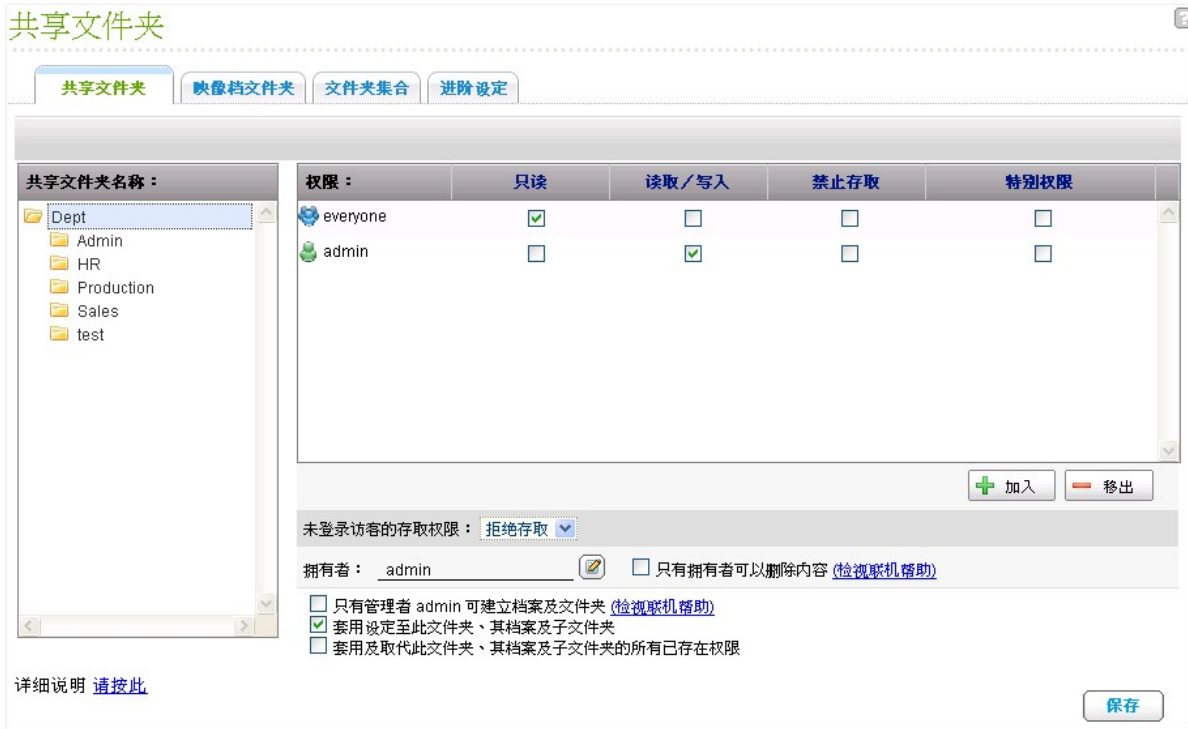 共享文件夹
共享文件夹 映像档文件夹 文件夹集合 进阶设定
共享文件夹名称：
Dept
Admin
HR
Production
Sales
test
权限： 只读 读取／写入 禁止存取 特别权限
everyone
admin
加入 移出
未登录访客的存取权限： 拒绝存取
拥有者： admin 只有拥有者可以删除内容 (检视联机帮助)
只有管理者 admin 可建立档案及文件夹 (检视联机帮助)
套用设定至此文件夹、其档案及子文件夹
套用及取代此文件夹、其档案及子文件夹的所有已存在权限
详细说明 请按此
保存